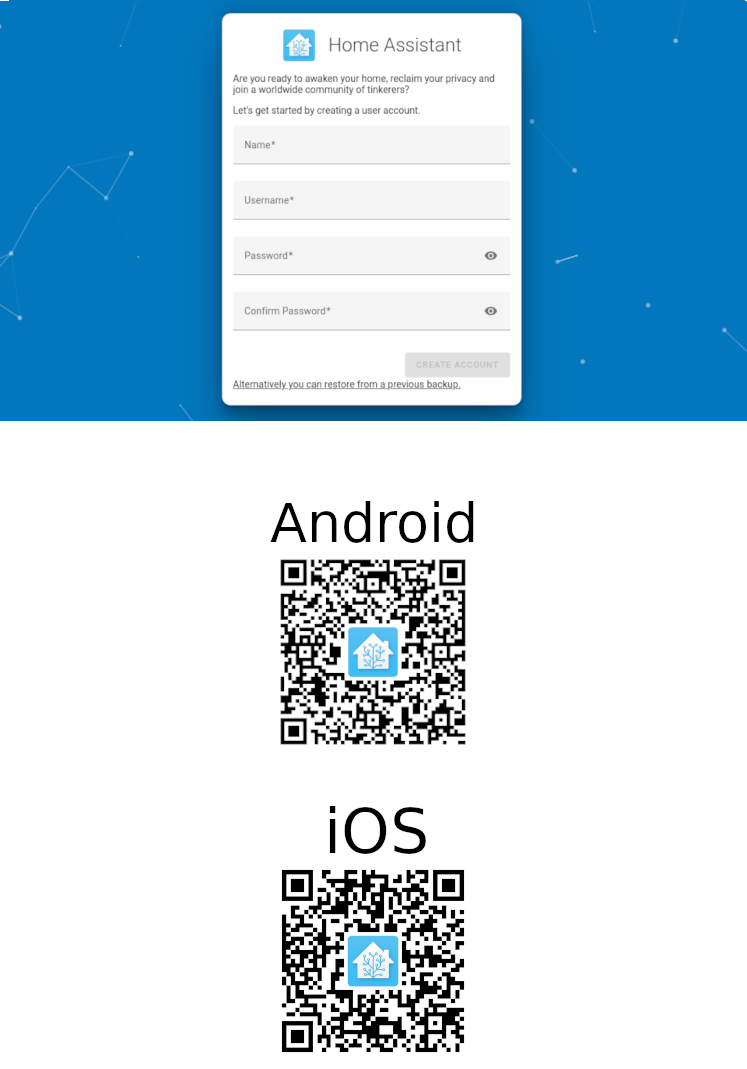 Home Assistant
Are you ready to awaken your home, reclaim your privacy and
join a worldwide community of tinkerers?
Let's get started by creating a user account.
Name*
Username*
Password*
Confirm Password*
CREATE ACCOUNT
Alternatively you can restore from a previous backup.
Android
iOS